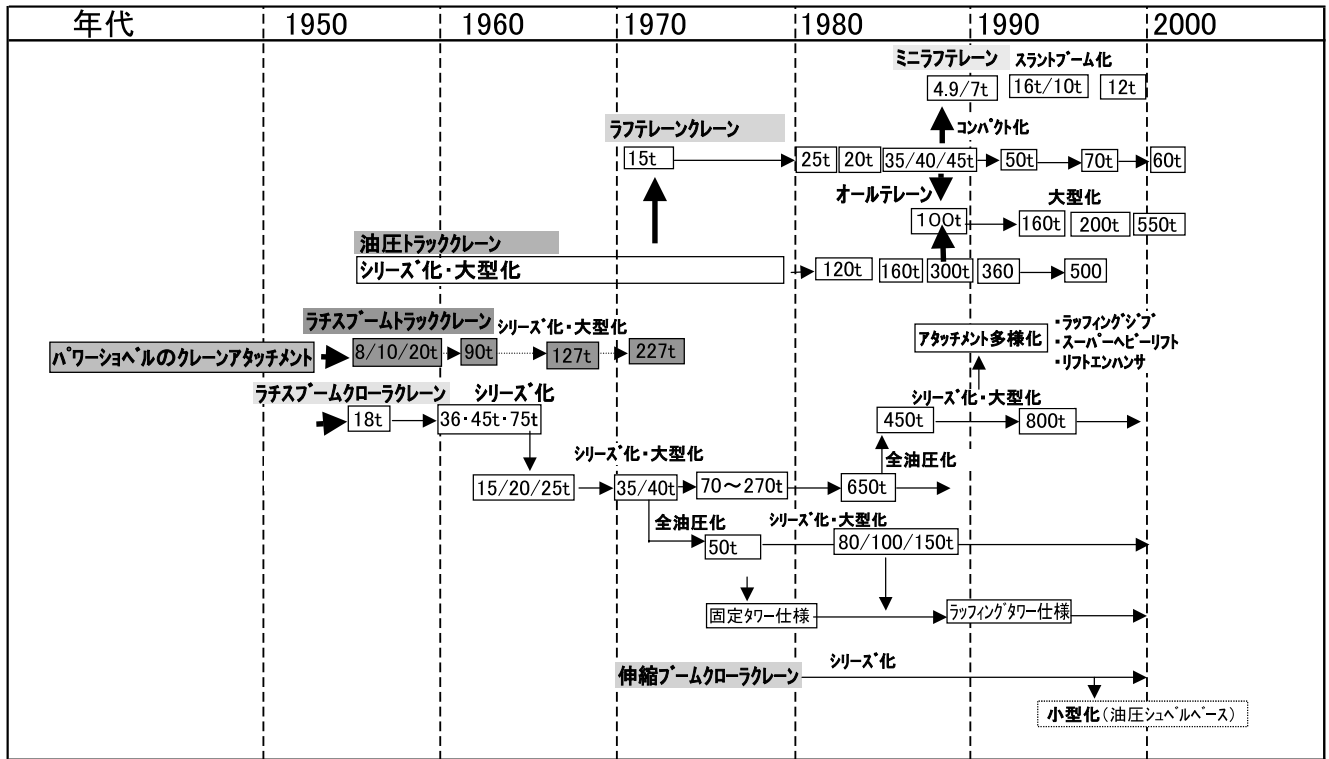 年代 1950 1960 1970 1980 1990 2000
ミニラフテレーン スラントブーム化
4.9/7t 16t/10t 12t
ラフテレーンクレーン コンパクト化
15t 25t 20t 35/40/45t 50t 70t 60t
オールテレーン 大型化
100t 160t 200t 550t
油圧トラッククレーン
シリーズ化・大型化 120t 160t 300t 360 500
ラチスブームトラッククレーン シリーズ化・大型化
パワーショベルのクレーンアタッチメント 8/10/20t 90t 127t 227t
アタッチメント多様化
・ラッフィングジブ
・スーパーヘビーリフト
・リフトエンハンサ
ラチスブームクローラクレーン シリーズ化 シリーズ化・大型化
18t 36・45t・75t 450t 800t
シリーズ化・大型化 全油圧化
15/20/25t 35/40t 70～270t 650t
全油圧化 シリーズ化・大型化
50t 80/100/150t
固定タワー仕様 ラッフィングタワー仕様
伸縮ブームクローラクレーン シリーズ化
小型化(油圧シュベルベース)